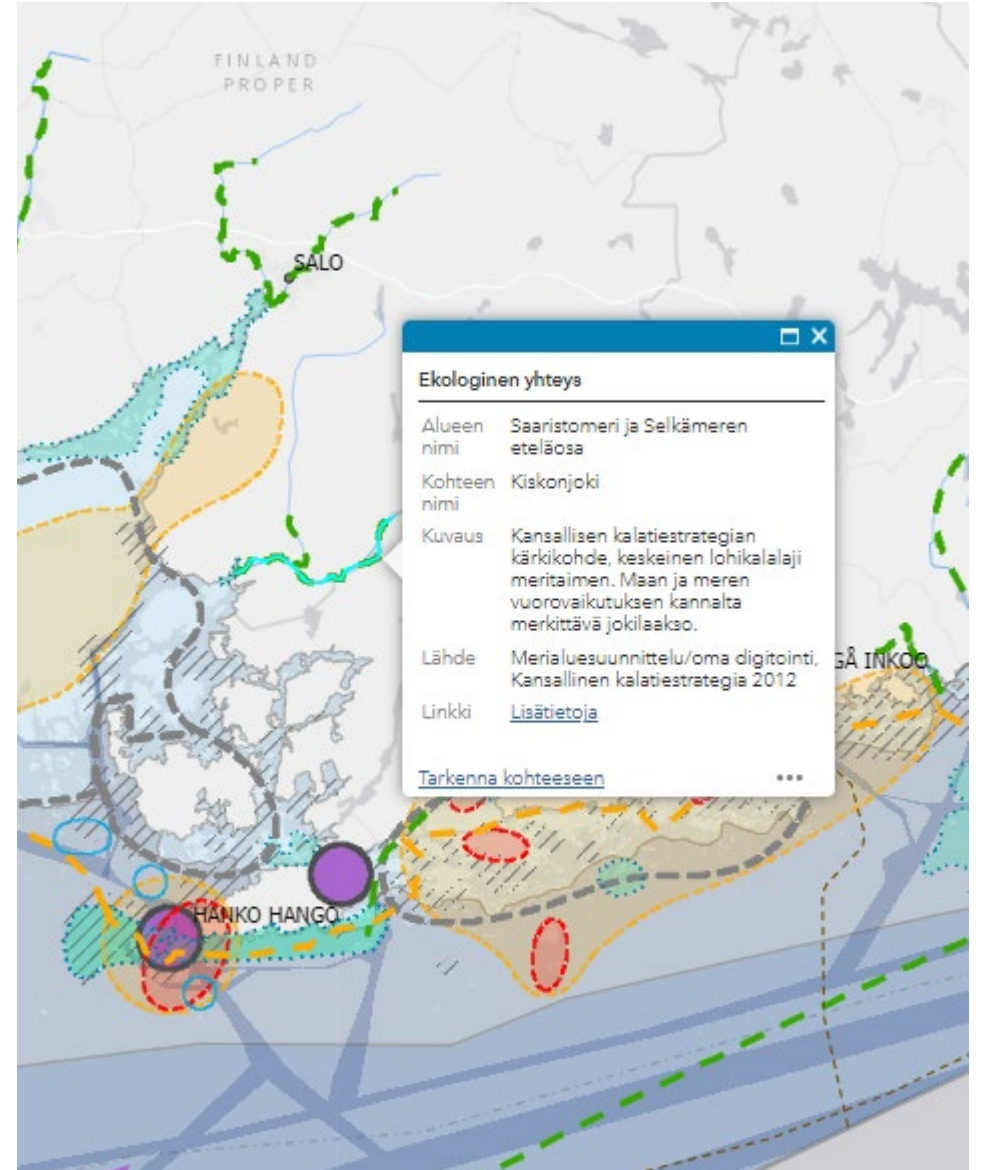 FINLAND
PROPER
SALO
Ekologinen yhteys
Alueen nimi Saaristomeri ja Selkämeren
eteläosa
Kohteen nimi Kiskonjoki
Kuvaus Kansallisen kalatiestrategian
kärkikohde, keskeinen lohikalalaji
meritaimen. Maan ja meren
vuorovaikutuksen kannalta
merkittävä jokilaakso.
Lähde Merialuesuunnittelu/oma digitointi,
Kansallinen kalatiestrategia 2012
Linkki Lisätietoja
Tarkenna kohteeseen
GÅ INKOO
HANKO HANGÖ